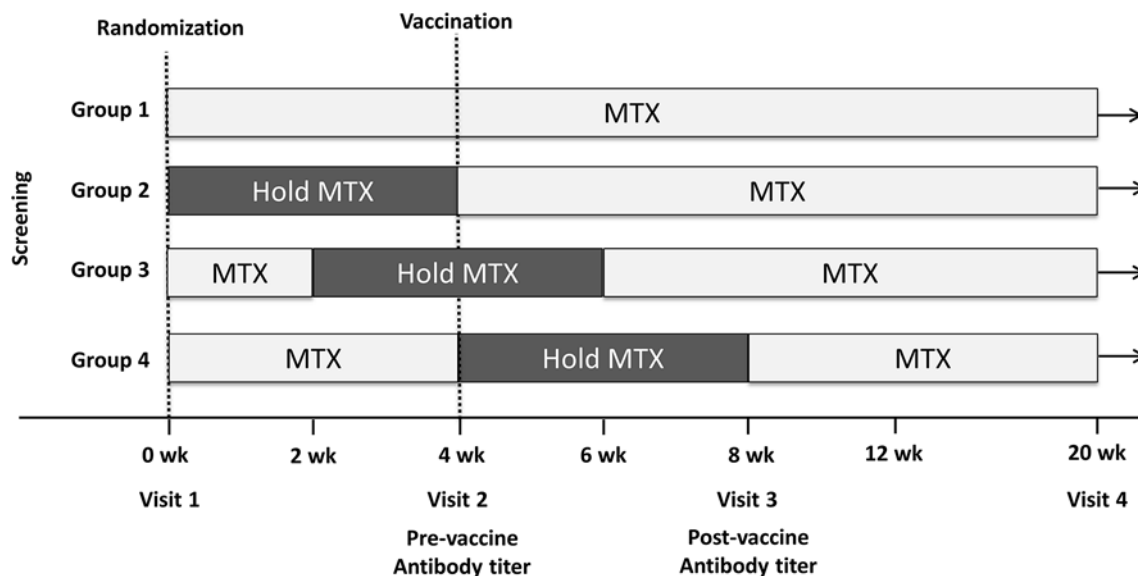 Randomization
Vaccination
Screening
Group 1
MTX
Group 2
Hold MTX
MTX
Group 3
MTX
Hold MTX
MTX
Group 4
MTX
Hold MTX
MTX
0 wk
2 wk
4 wk
6 wk
8 wk
12 wk
20 wk
Visit 1
Visit 2
Visit 3
Visit 4
Pre-vaccine
Antibody titer
Post-vaccine
Antibody titer